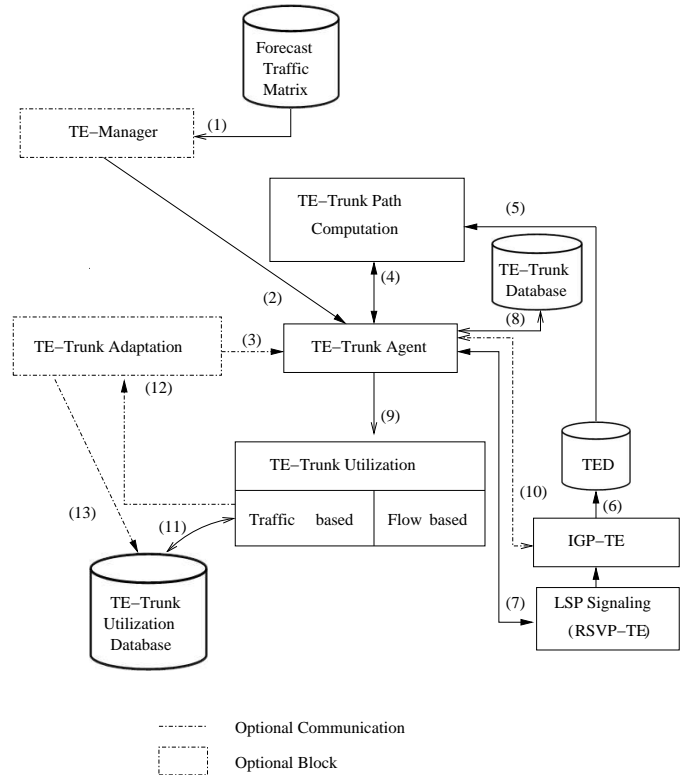 Forecast
Traffic
Matrix
TE−Manager
(1)
TE−Trunk Path
Computation
(5)
TE−Trunk
Database
(2)
(4)
(8)
TE−Trunk Adaptation
(3)
TE−Trunk Agent
(12)
(9)
TE−Trunk Utilization
TED
(10)
(6)
(13)
(11)
Traffic based
Flow based
IGP−TE
TE−Trunk
Utilization
Database
(7)
LSP Signaling
(RSVP−TE)
Optional Communication
Optional Block